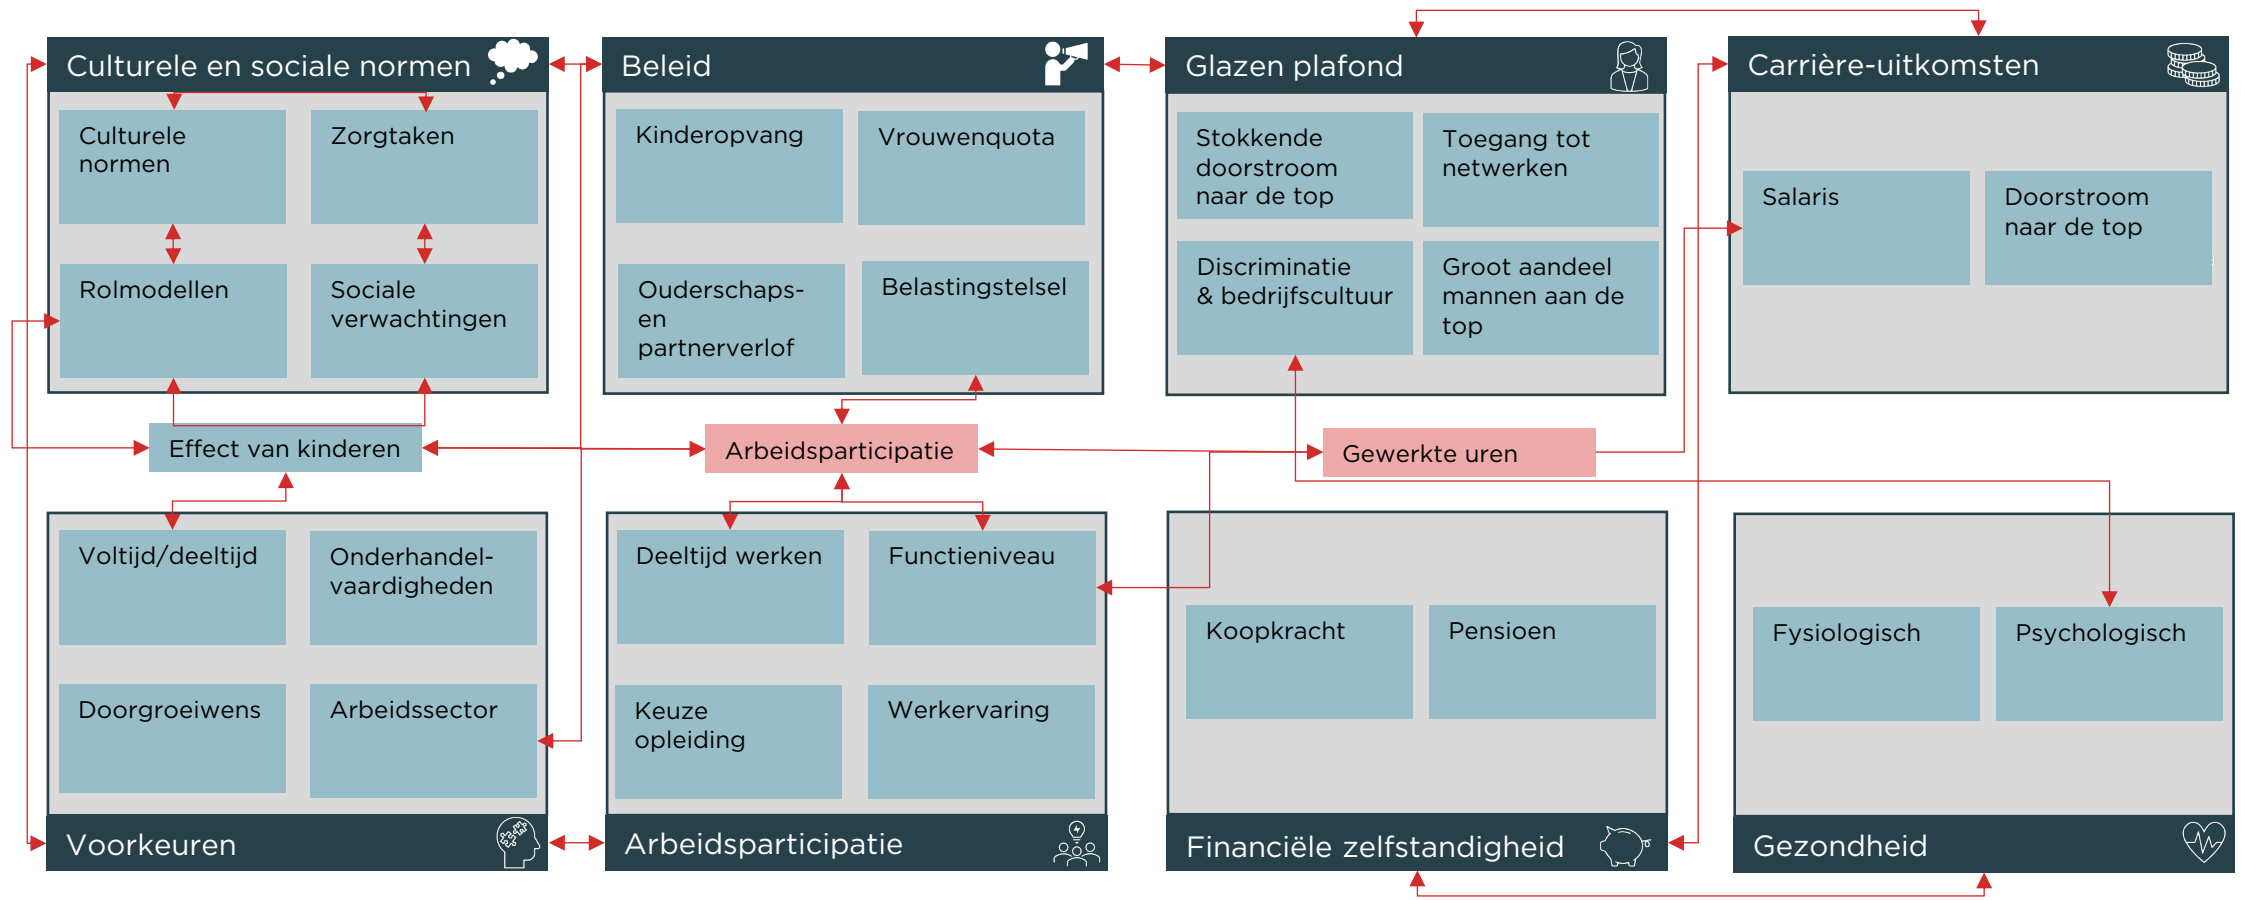 Culturele en sociale normen
Culturele
normen
Zorgtaken
Rolmodellen
Sociale
verwachtingen
Beleid
Kinderopvang
Vrouwenquota
Ouderschaps-
en
partnerverlof
Belastingstelsel
Glazen plafond
Stokkende
doorstroom
naar de top
Toegang tot
netwerken
Discriminatie
& bedrijfscultuur
Groot aandeel
mannen aan de
top
Carrière-uitkomsten
Salaris
Doorstroom
naar de top
Effect van kinderen
Arbeidsparticipatie
Gewerkte uren
Voltijd/deeltijd
Onderhandel-
vaardigheden
Doorgroeiwens
Arbeidssector
Voorkeuren
Deeltijd werken
Functieniveau
Keuze
opleiding
Werkervaring
Arbeidsparticipatie
Koopkracht
Pensioen
Financiële zelfstandigheid
Fysiologisch
Psychologisch
Gezondheid